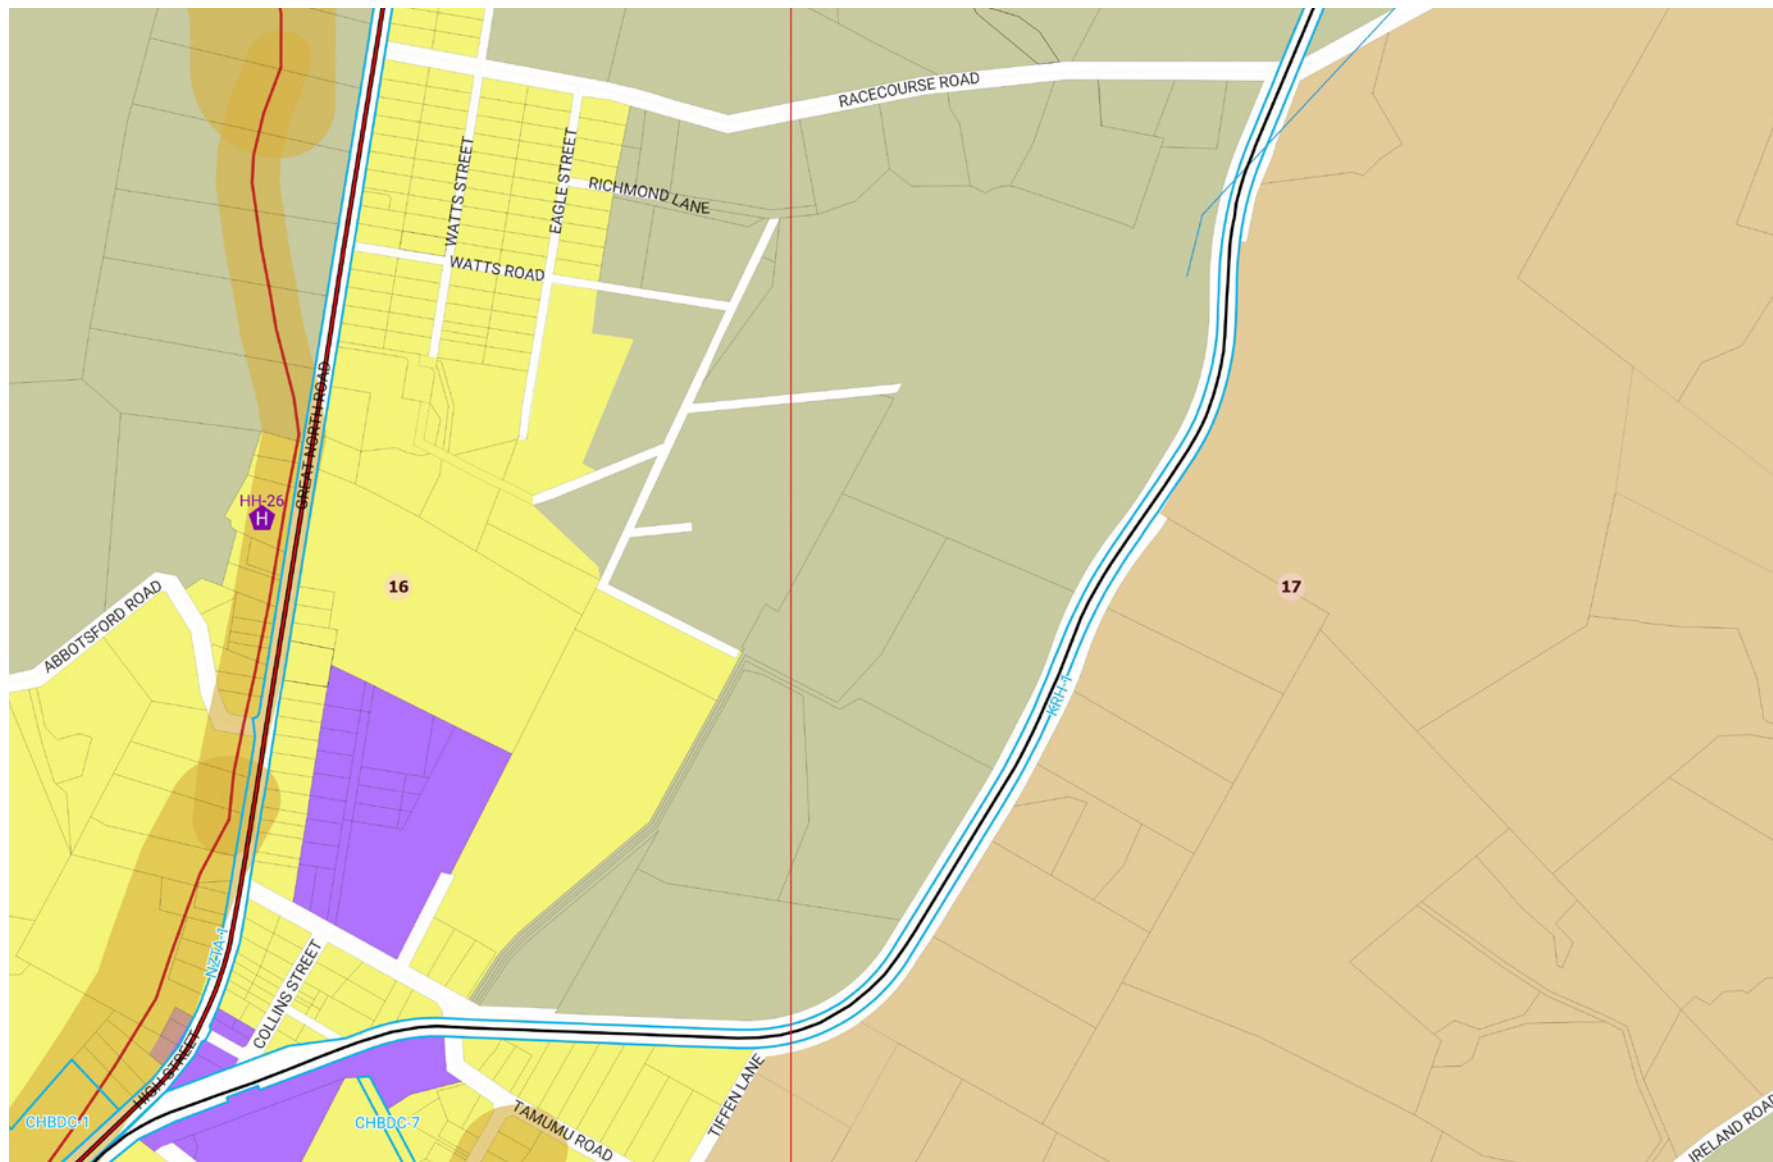 RACECOURSE ROAD
WATTS STREET
EAGLE STREET
RICHMOND LANE
WATTS ROAD
GREAT NORTH ROAD
HH-26
H
16
17
ABBOTSFORD ROAD
KRH-1
NZTA-1
COLLINS STREET
HIGH STREET
CHBDC-1
CHBDC-7
TAMUMU ROAD
TIFFEN LANE
IRELAND ROAD